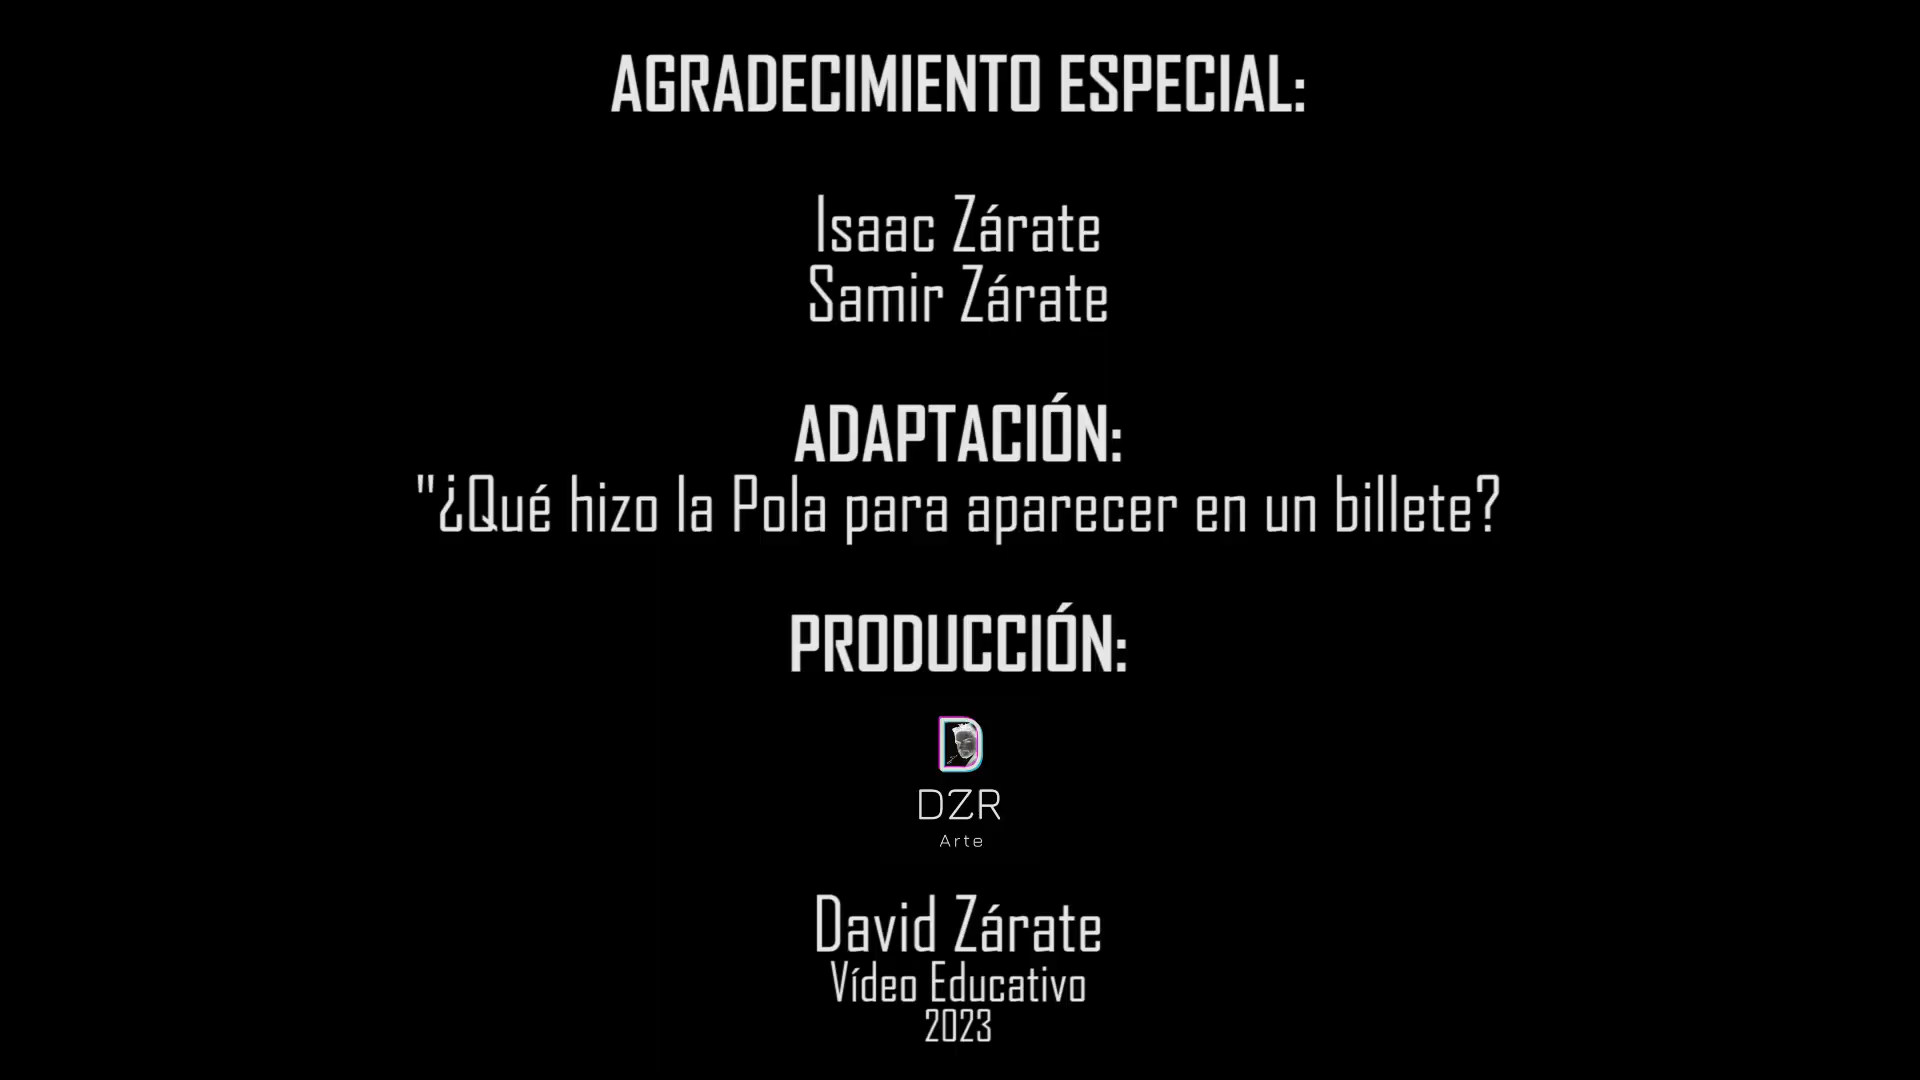 AGRADECIMIENTO ESPECIAL:
Isaac Zárate
Samir Zárate
ADAPTACIÓN:
"¿Qué hizo la Pola para aparecer en un billete?
PRODUCCIÓN:
D
DZR
Arte
David Zárate
Vídeo Educativo
2023